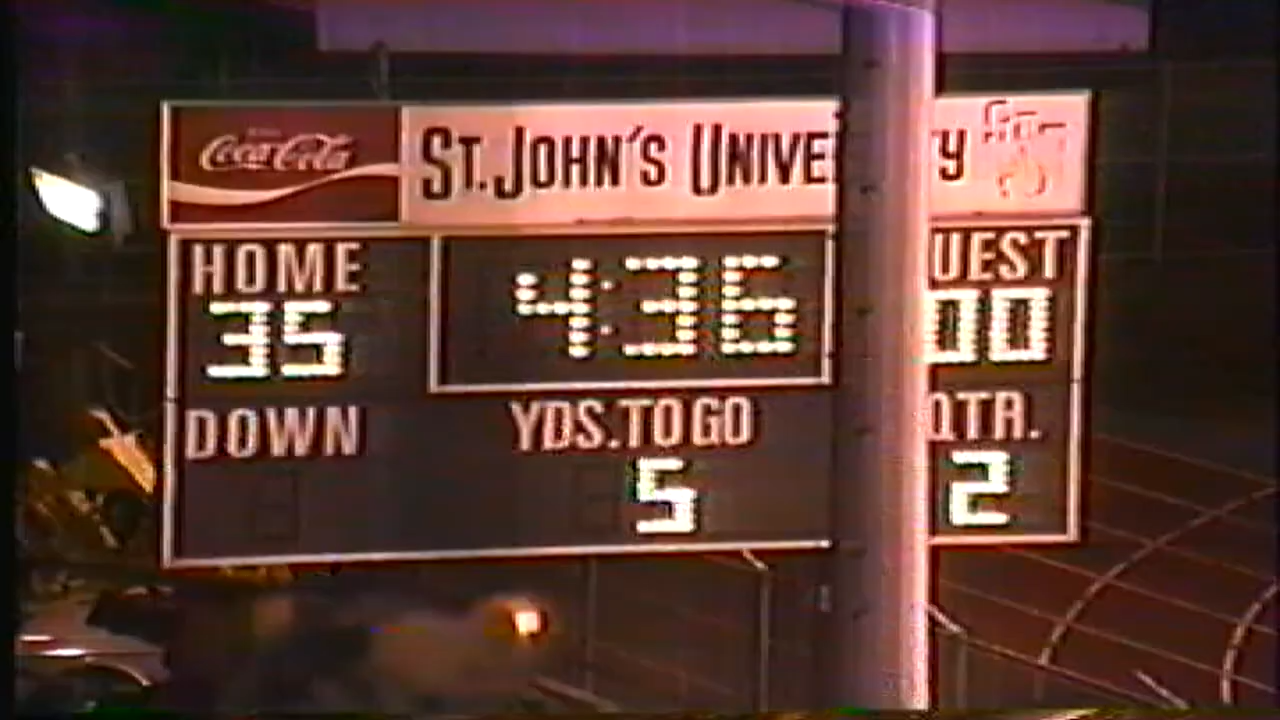 Coca-Cola
ST. JOHN'S UNIVE Y
HOME 4:36 UEST
35 00
DOWN YDS. TO GO QTR.
5 2